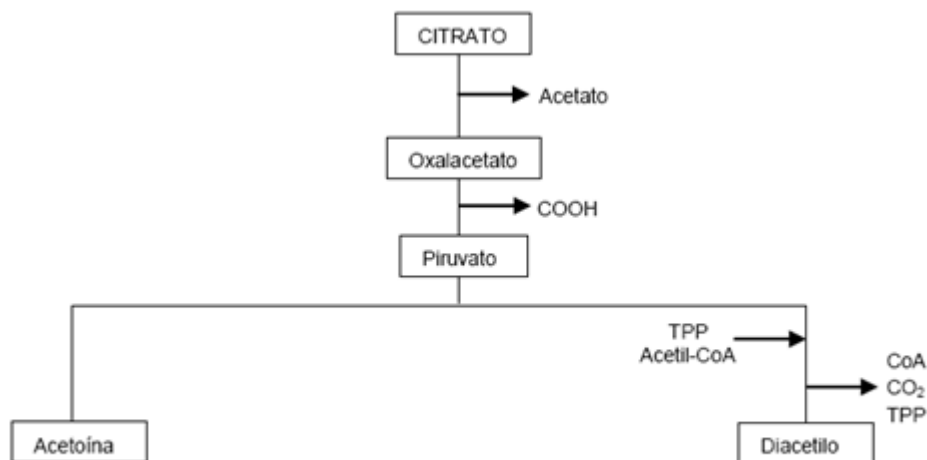 CITRATO
Acetato
Oxalacetato
COOH
Piruvato
TPP
Acetil-CoA
CoA
CO₂
TPP
Acetoína
Diacetilo